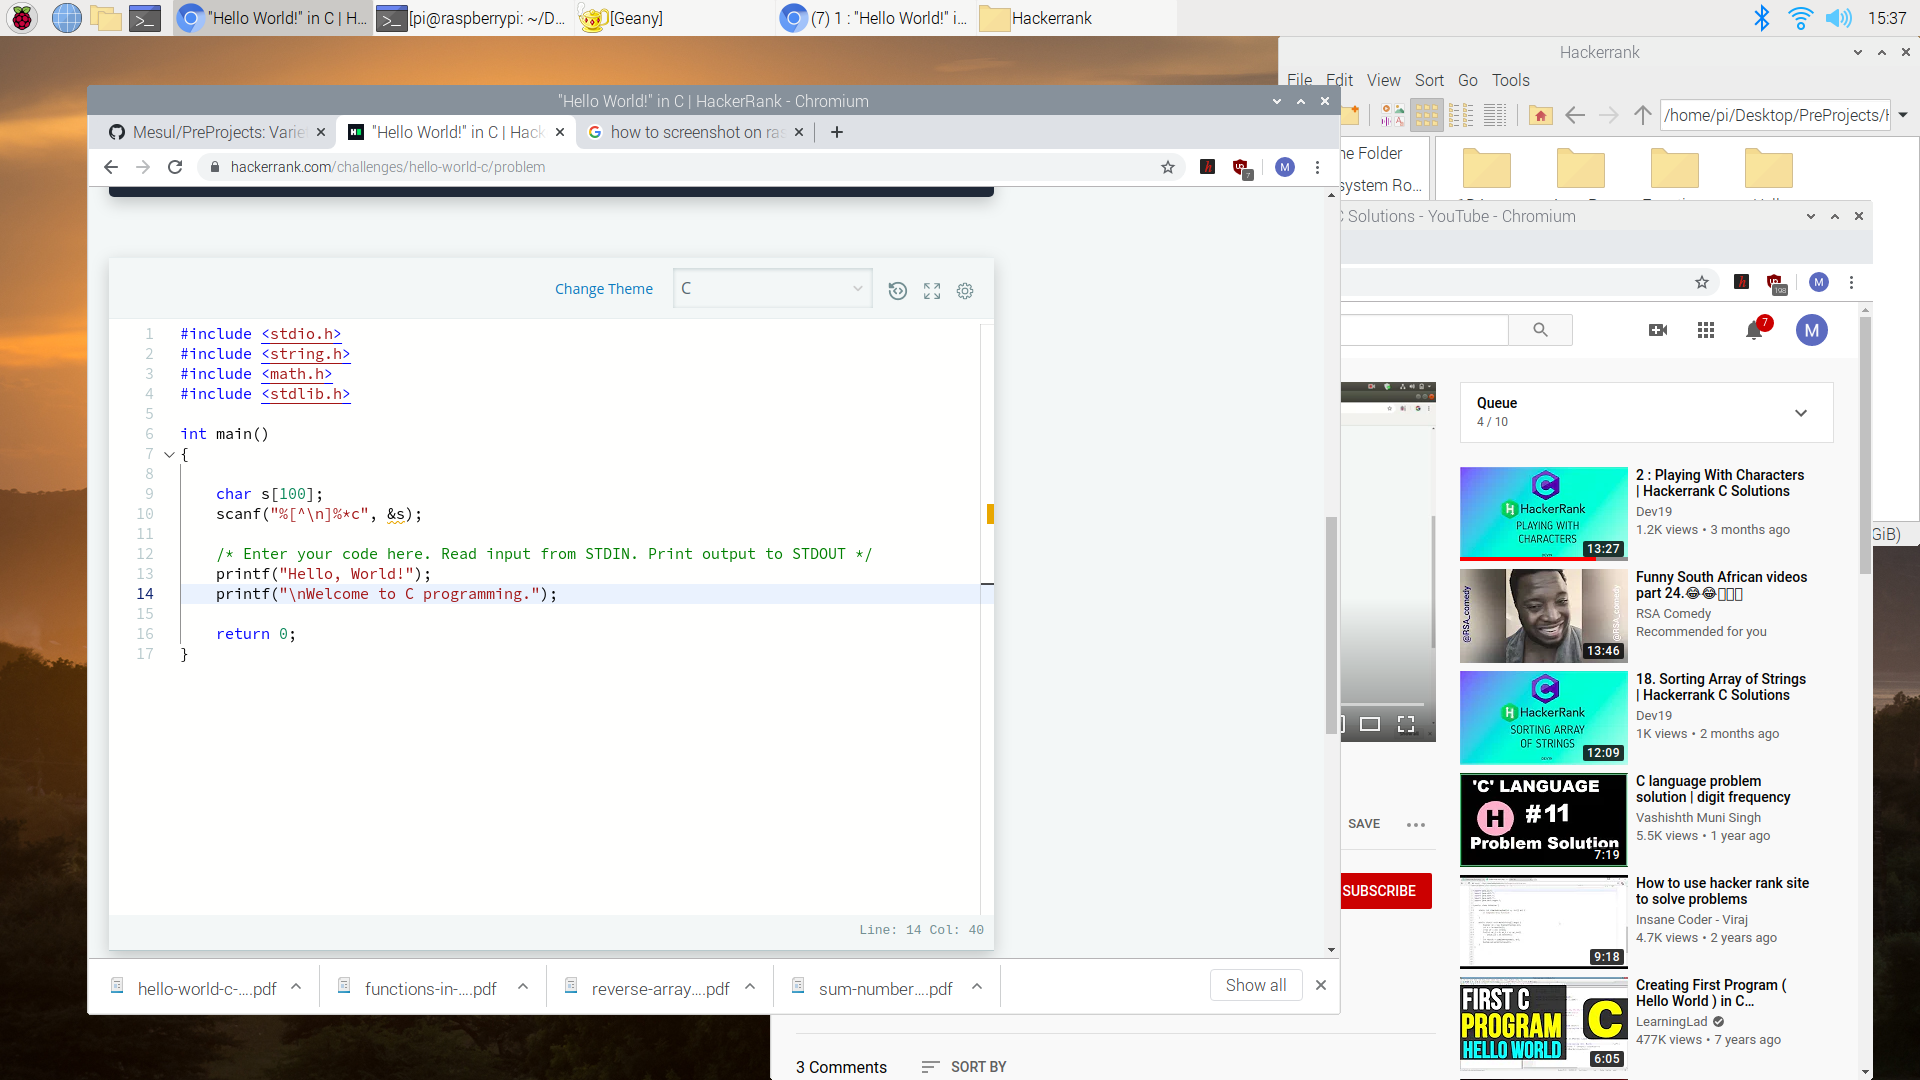 "Hello World!" in C | H...
[pi@raspberrypi: ~/D...
[Geany]
(7) 1 : "Hello World!" i...
Hackerrank
15:37
Hackerrank
File Edit View Sort Go Tools
/home/pi/Desktop/PreProjects/H
he Folder
system Ro...
"Hello World!" in C | HackerRank - Chromium
Mesul/PreProjects: Varie
"Hello World!" in C | Hack
how to screenshot on ras
hackerrank.com/challenges/hello-world-c/problem
7
M
Change Theme
C
1 #include <stdio.h>
2 #include <string.h>
3 #include <math.h>
4 #include <stdlib.h>
5
6 int main()
7 {
8
9 char s[100];
10 scanf("%[^\n]%*c", &s);
11
12 /* Enter your code here. Read input from STDIN. Print output to STDOUT */
13 printf("Hello, World!");
14 printf("\nWelcome to C programming.");
15
16 return 0;
17 }
Line: 14 Col: 40
hello-world-c-....pdf
functions-in-....pdf
reverse-array....pdf
sum-number....pdf
Show all
C Solutions - YouTube - Chromium
198
M
7
M
GiB)
Queue
4 / 10
2 : Playing With Characters
| Hackerrank C Solutions
Dev19
1.2K views • 3 months ago
HackerRank
PLAYING WITH
CHARACTERS
13:27
Funny South African videos
part 24.😂😂
RSA Comedy
Recommended for you
@RSA_comedy
@RSA_comedy
13:46
18. Sorting Array of Strings
| Hackerrank C Solutions
Dev19
1K views • 2 months ago
HackerRank
SORTING ARRAY
OF STRINGS
12:09
C language problem
solution | digit frequency
Vashishth Muni Singh
5.5K views • 1 year ago
'C' LANGUAGE
H #11
Problem Solution
7:19
How to use hacker rank site
to solve problems
Insane Coder - Viraj
4.7K views • 2 years ago
9:18
Creating First Program (
Hello World ) in C...
LearningLad
477K views • 7 years ago
FIRST C
PROGRAM
HELLO WORLD
C
6:05
SAVE
SUBSCRIBE
3 Comments
SORT BY